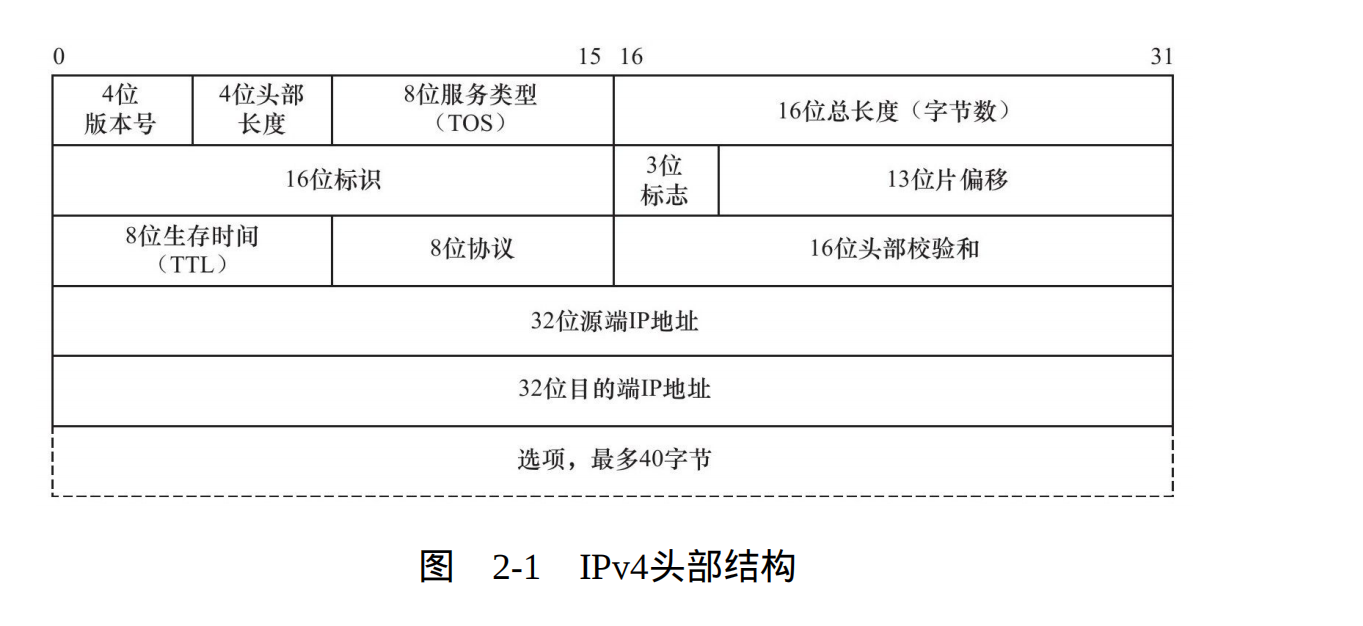 0 15 16 31
4位
版本号
4位头部
长度
8位服务类型
（TOS）
16位总长度（字节数）
16位标识
3位
标志
13位片偏移
8位生存时间
（TTL）
8位协议
16位头部校验和
32位源端IP地址
32位目的端IP地址
选项，最多40字节
图 2-1 IPv4头部结构